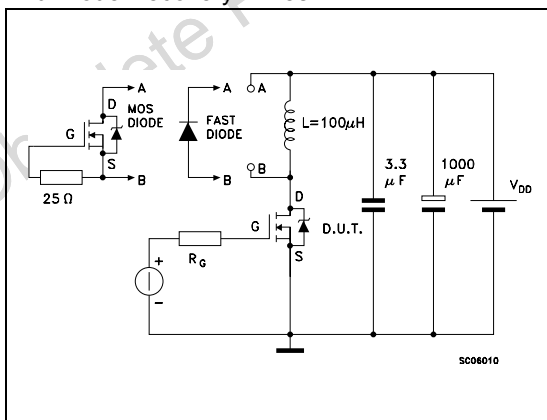 A
D
MOS
DIODE
G
S
B
25 Ω
A
FAST
DIODE
B
A
L=100μH
B
D
G
D.U.T.
S
3.3
μF
1000
μF
VDD
RG
+
−
SC06010